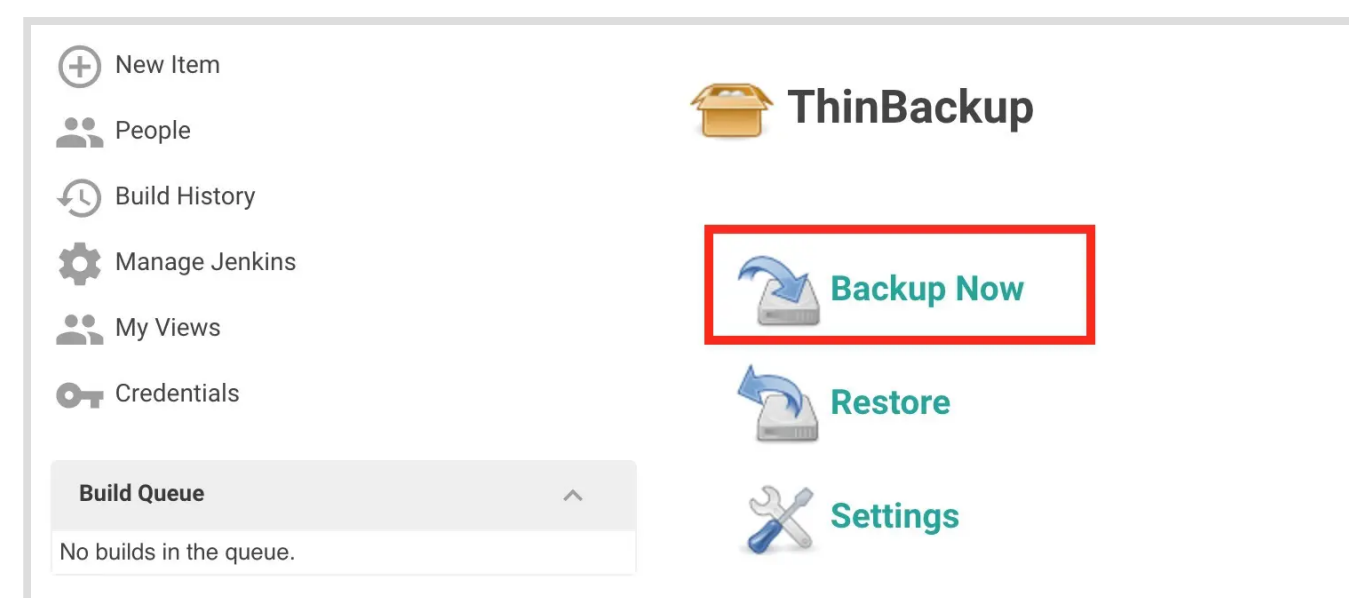 New Item
People
Build History
Manage Jenkins
My Views
Credentials
Build Queue
No builds in the queue.
ThinBackup
Backup Now
Restore
Settings